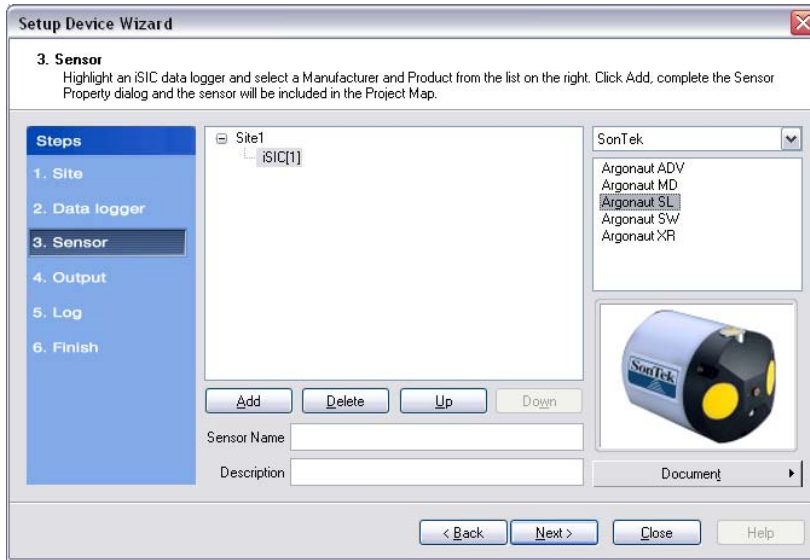 Setup Device Wizard
3. Sensor
Highlight an iSIC data logger and select a Manufacturer and Product from the list on the right. Click Add, complete the Sensor
Property dialog and the sensor will be included in the Project Map.
Steps
1. Site
2. Data logger
3. Sensor
4. Output
5. Log
6. Finish
Site1
iSIC[1]
SonTek
Argonaut ADV
Argonaut MD
Argonaut SL
Argonaut SW
Argonaut XR
SonTek
Add
Delete
Up
Down
Sensor Name
Description
Document
< Back
Next >
Close
Help